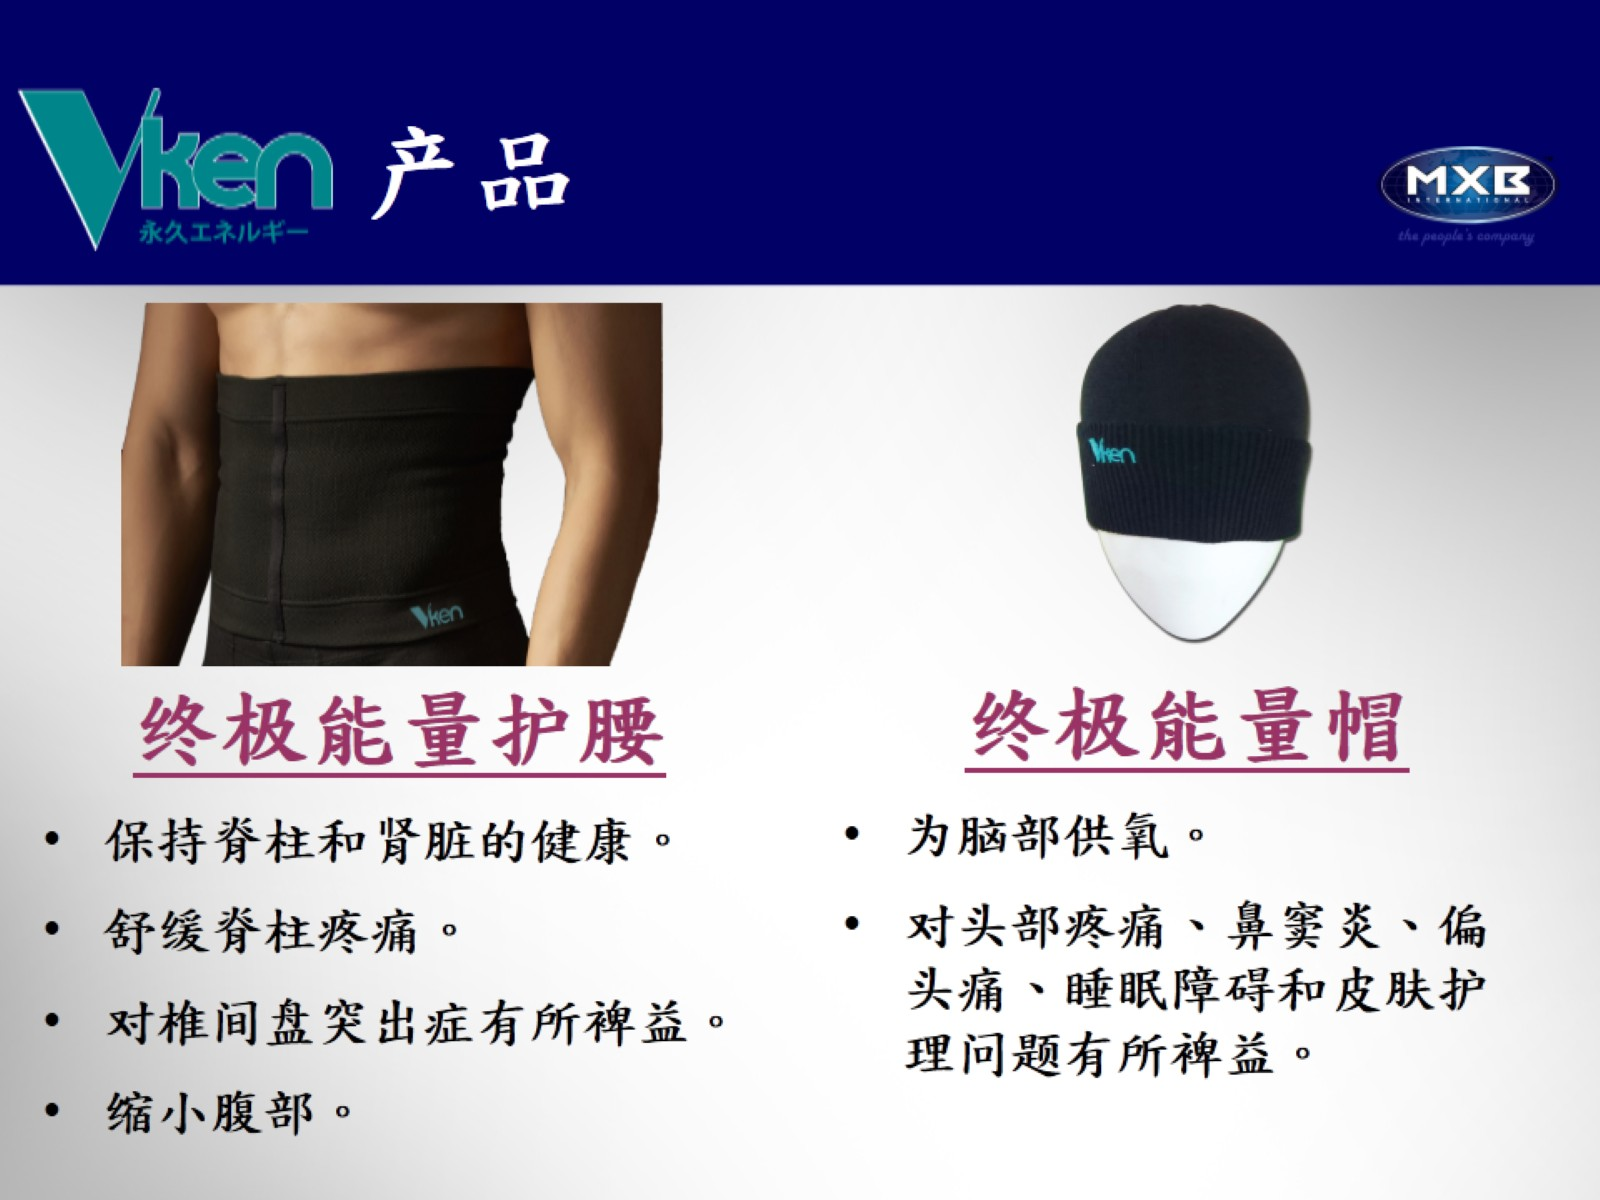 Vken 产品
永久エネルギー
MXB
INTERNATIONAL
the people's company
Vken
Vken
终极能量护腰
• 保持脊柱和肾脏的健康。
• 舒缓脊柱疼痛。
• 对椎间盘突出症有所裨益。
• 缩小腹部。
终极能量帽
• 为脑部供氧。
• 对头部疼痛、鼻窦炎、偏
头痛、睡眠障碍和皮肤护
理问题有所裨益。